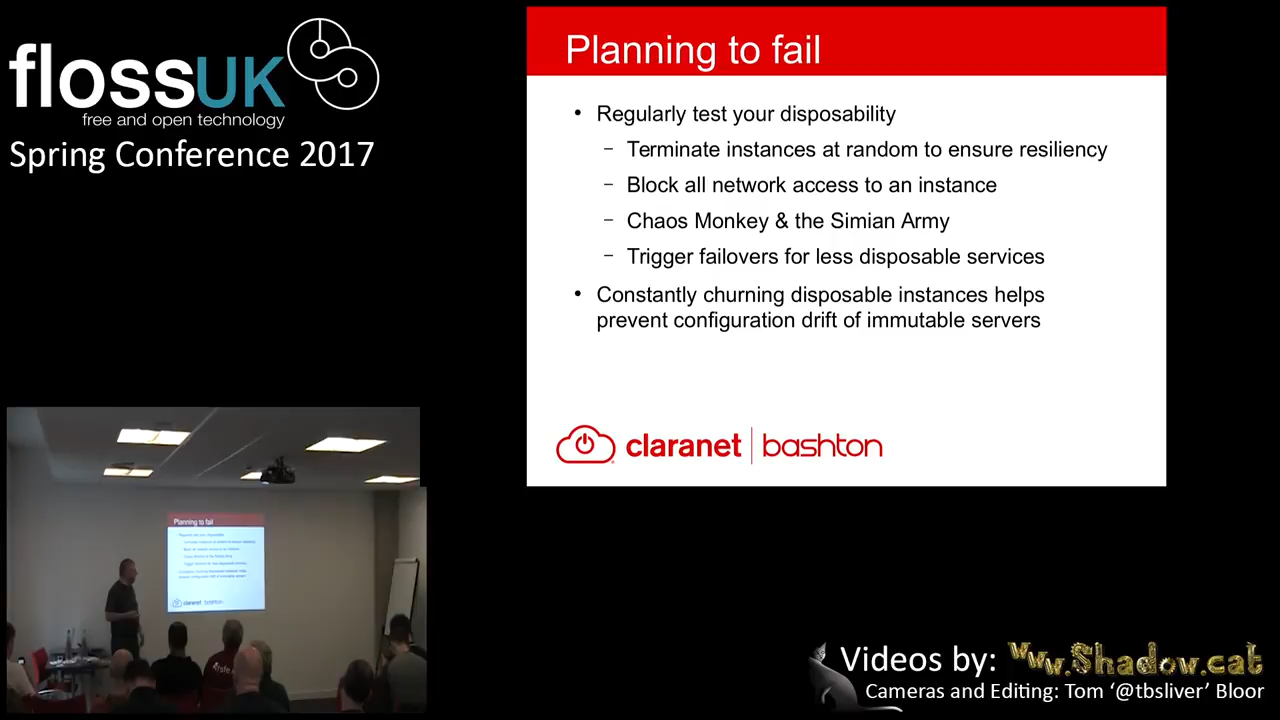 flossUK
free and open technology
Spring Conference 2017
Planning to fail
• Regularly test your disposability
– Terminate instances at random to ensure resiliency
– Block all network access to an instance
– Chaos Monkey & the Simian Army
– Trigger failovers for less disposable services
• Constantly churning disposable instances helps
prevent configuration drift of immutable servers
claranet | bashton
Planning to fail
claranet bashton
Videos by: Www.Shadow.cat
Cameras and Editing: Tom ‘@tbsliver’ Bloor